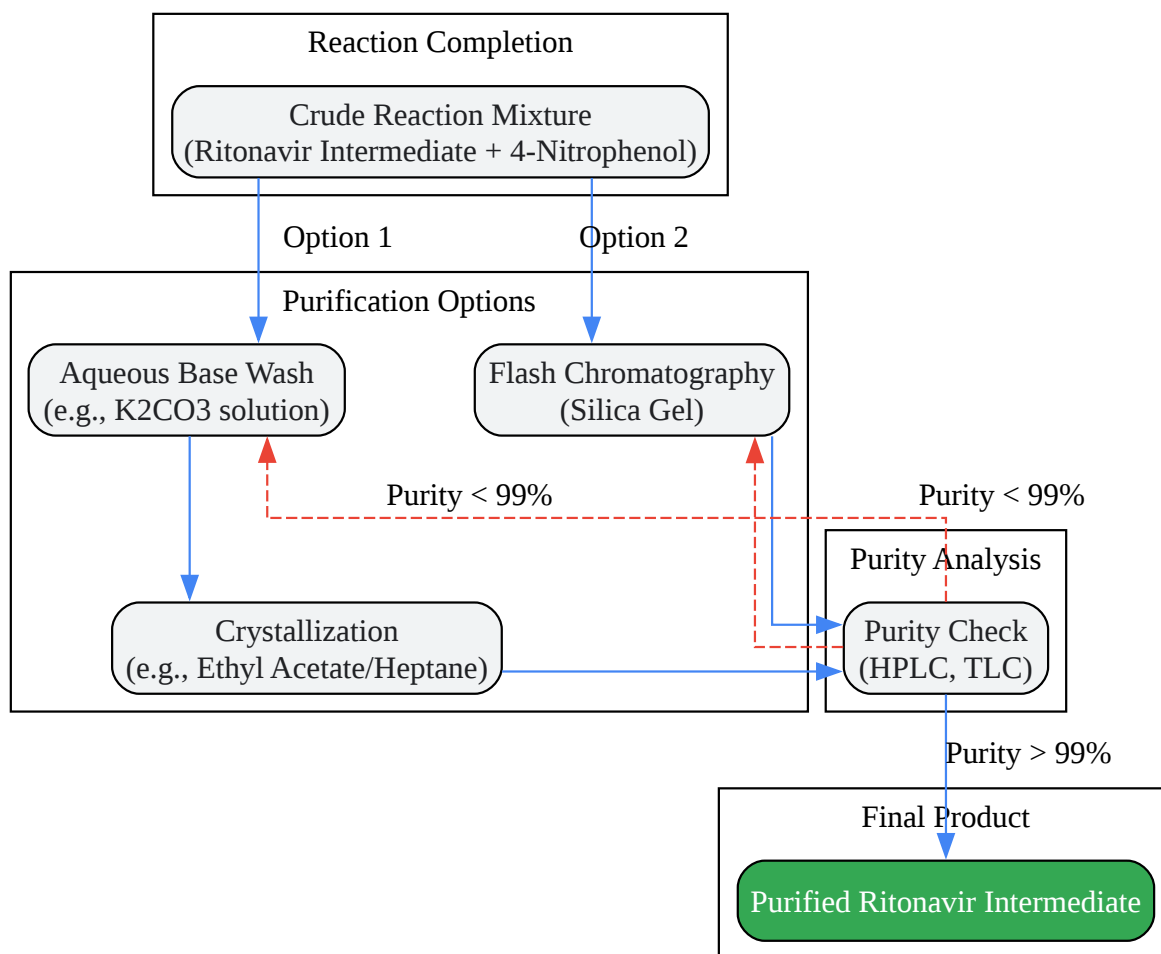 Reaction Completion
Crude Reaction Mixture
(Ritonavir Intermediate + 4-Nitrophenol)
Option 1
Option 2
Purification Options
Aqueous Base Wash
(e.g., K2CO3 solution)
Flash Chromatography
(Silica Gel)
Purity < 99%
Purity < 99%
Purity Analysis
Crystallization
(e.g., Ethyl Acetate/Heptane)
Purity Check
(HPLC, TLC)
Purity > 99%
Final Product
Purified Ritonavir Intermediate